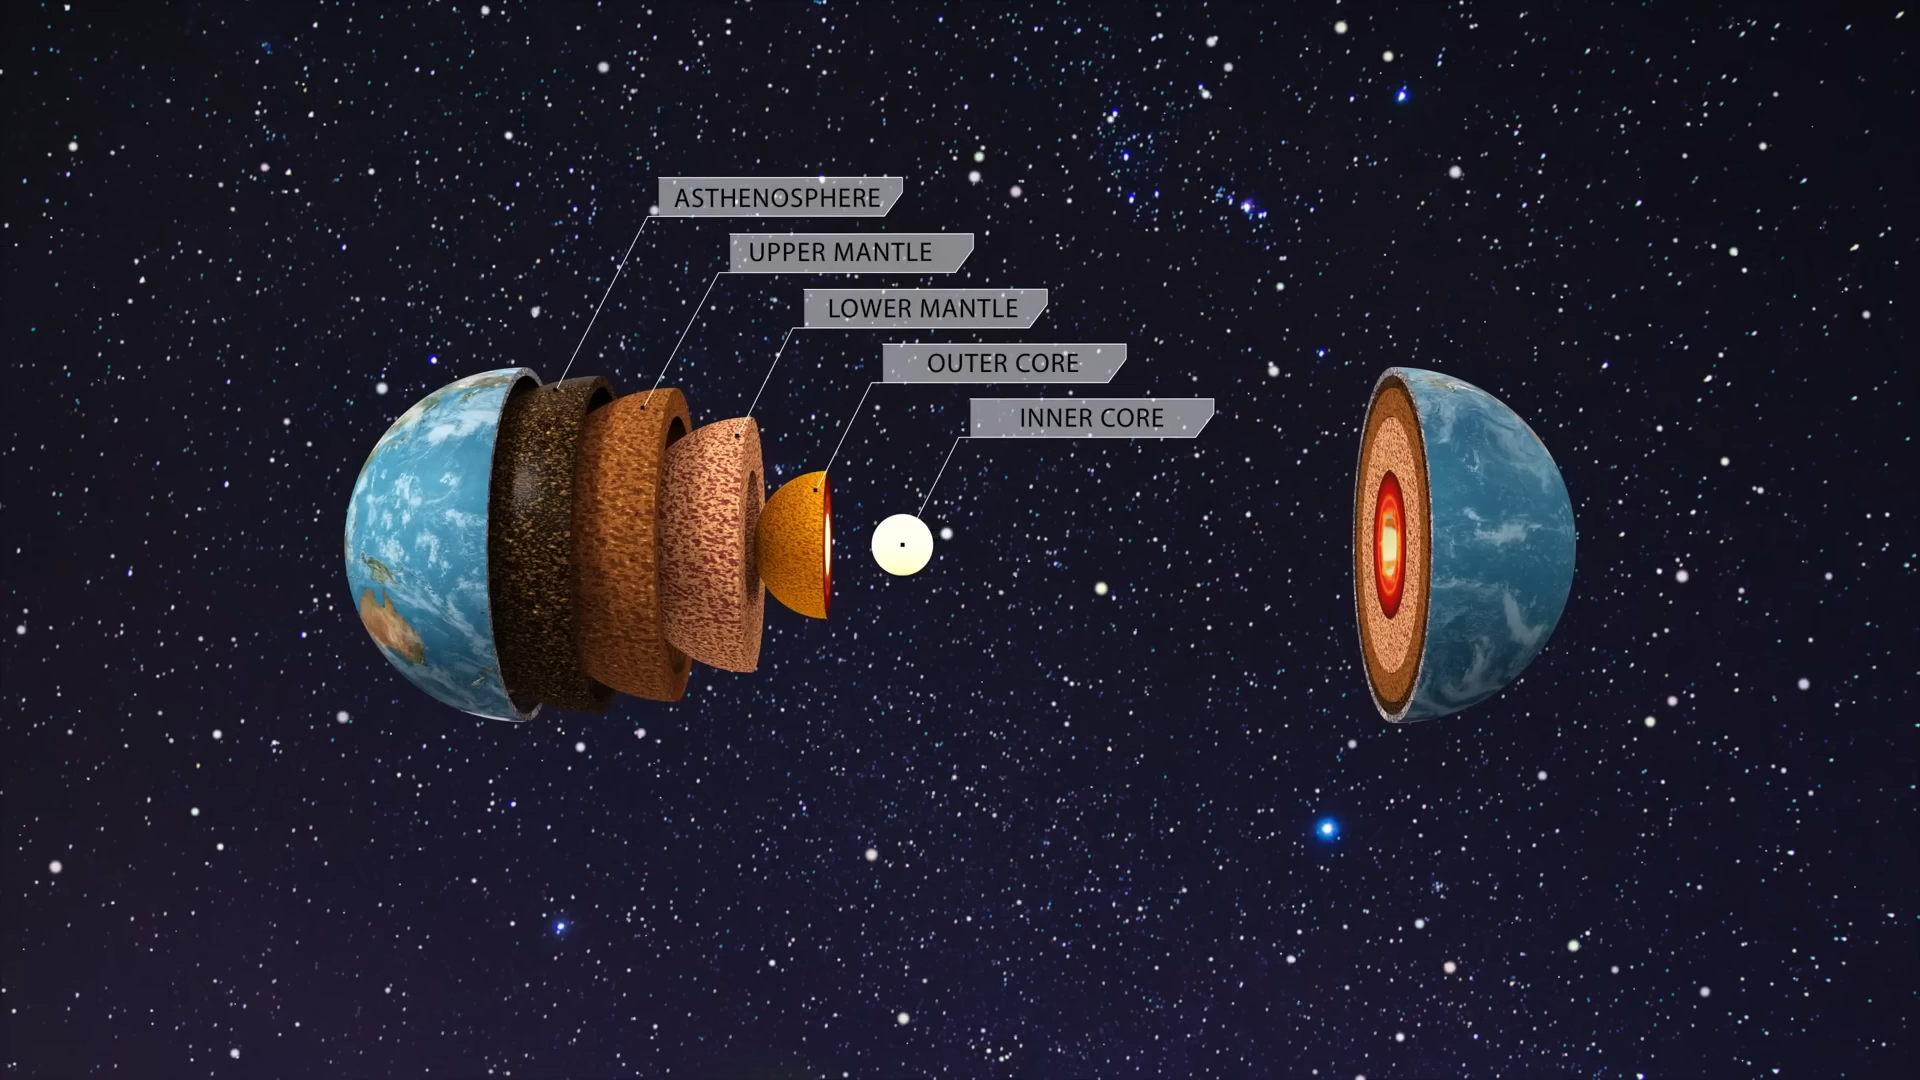 ASTHENOSPHERE
UPPER MANTLE
LOWER MANTLE
OUTER CORE
INNER CORE